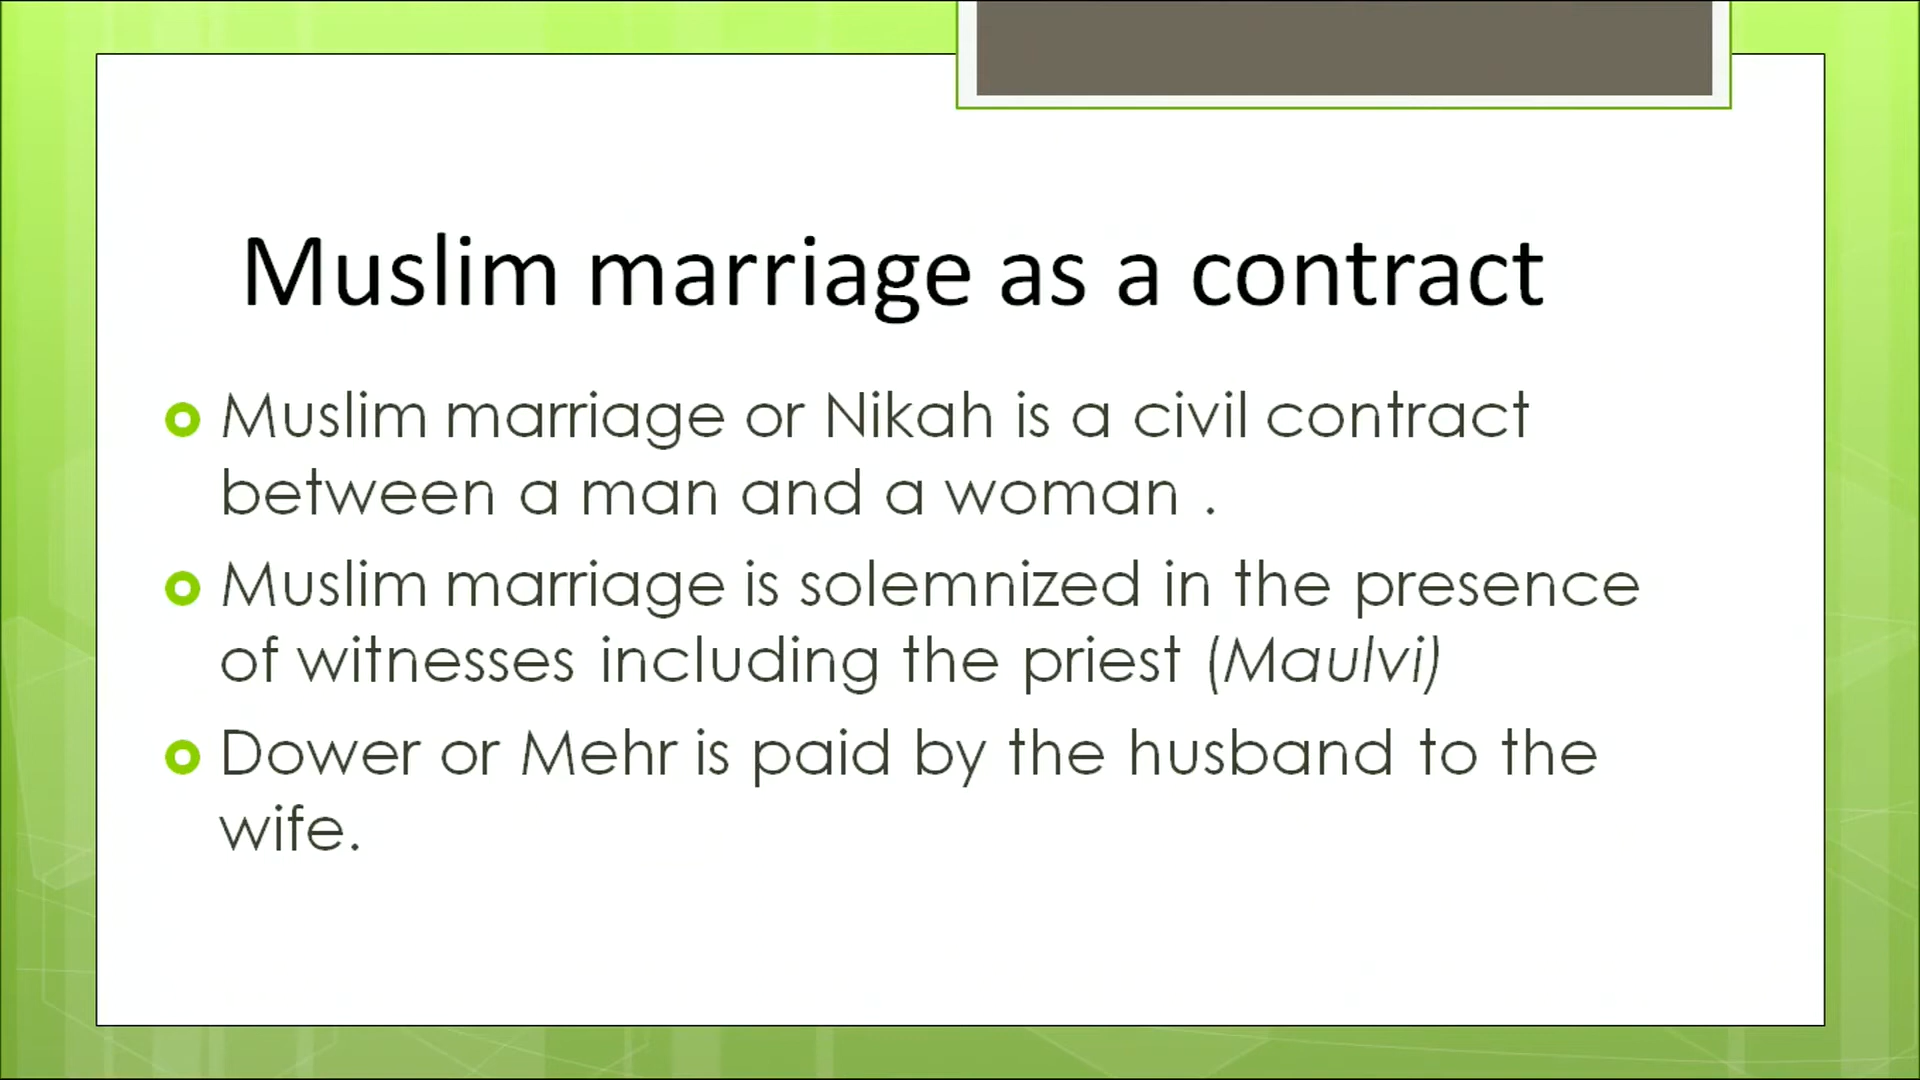 Muslim marriage as a contract
Muslim marriage or Nikah is a civil contract
between a man and a woman .
Muslim marriage is solemnized in the presence
of witnesses including the priest (Maulvi)
Dower or Mehr is paid by the husband to the
wife.